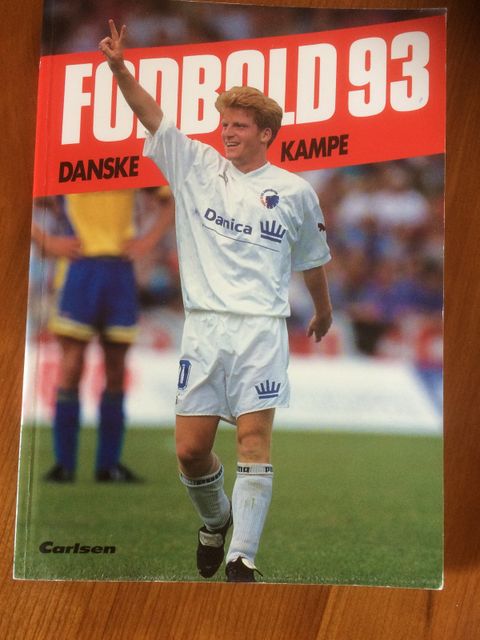 FODBOLD 93
DANSKE KAMPE
Danica
Carlsen